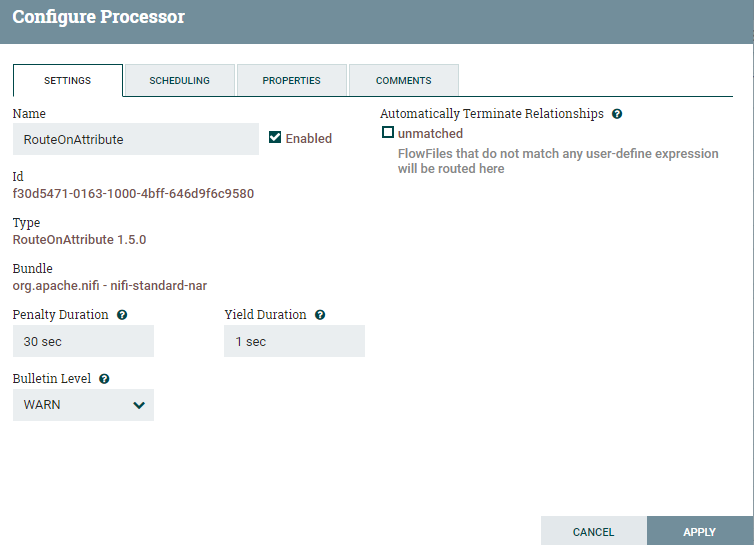 Configure Processor
SETTINGS
SCHEDULING
PROPERTIES
COMMENTS
Name
RouteOnAttribute
Enabled
Id
f30d5471-0163-1000-4bff-646d9f6c9580
Type
RouteOnAttribute 1.5.0
Bundle
org.apache.nifi - nifi-standard-nar
Penalty Duration ?
30 sec
Yield Duration ?
1 sec
Bulletin Level ?
WARN
Automatically Terminate Relationships ?
unmatched
FlowFiles that do not match any user-define expression
will be routed here
CANCEL
APPLY